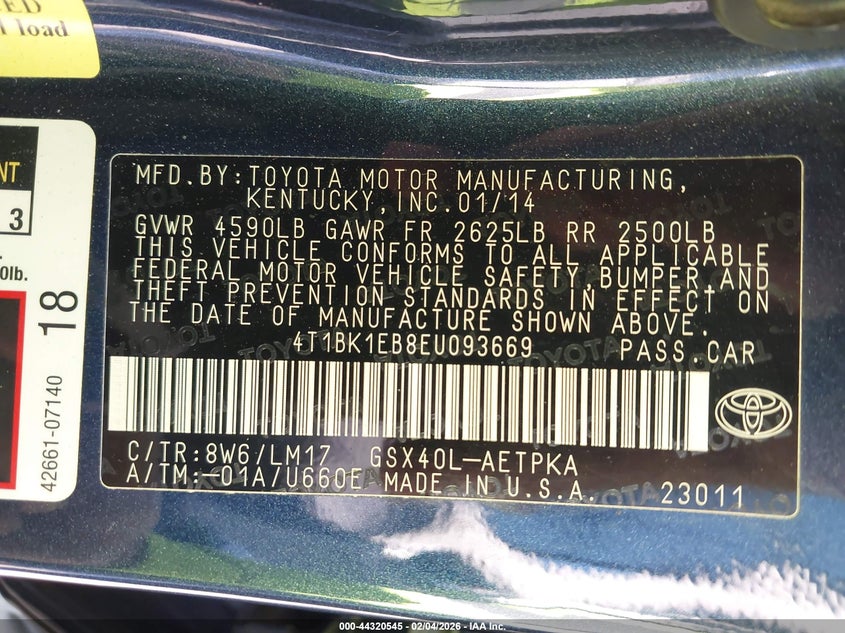 ED
l load
NT
3
0lb.
18
42661-07140
MFD.BY:TOYOTA MOTOR MANUFACTURING,
KENTUCKY,INC.01/14
GVWR 4590LB GAWR FR 2625LB RR 2500LB
THIS VEHICLE CONFORMS TO ALL APPLICABLE
FEDERAL MOTOR VEHICLE SAFETY,BUMPER,AND
THEFT PREVENTION STANDARDS IN EFFECT ON
THE DATE OF MANUFACTURE SHOWN ABOVE.
4T1BK1EB8EU093669 PASS.CAR
C/TR:8W6/LM17 GSX40L-AETPKA
A/TM:-01A/U660E MADE IN U.S.A.
23011
000-44320545 - 02/04/2026 - IAA Inc.